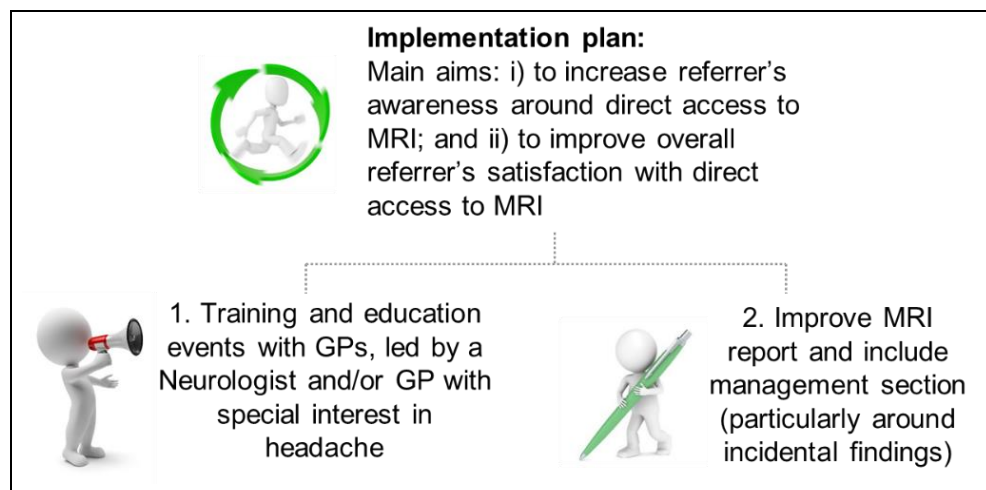 Implementation plan:
Main aims: i) to increase referrer's
awareness around direct access to
MRI; and ii) to improve overall
referrer's satisfaction with direct
access to MRI
1. Training and education
events with GPs, led by a
Neurologist and/or GP with
special interest in
headache
2. Improve MRI
report and include
management section
(particularly around
incidental findings)